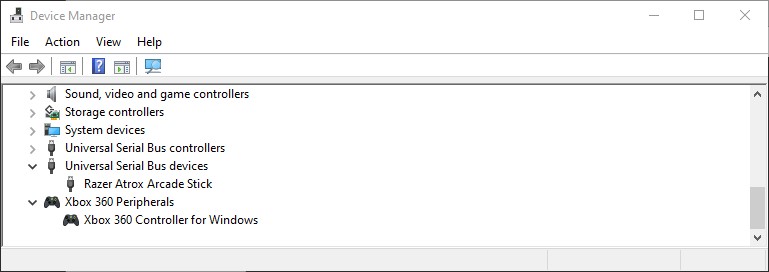 Device Manager
File Action View Help
Sound, video and game controllers
Storage controllers
System devices
Universal Serial Bus controllers
Universal Serial Bus devices
Razer Atrox Arcade Stick
Xbox 360 Peripherals
Xbox 360 Controller for Windows